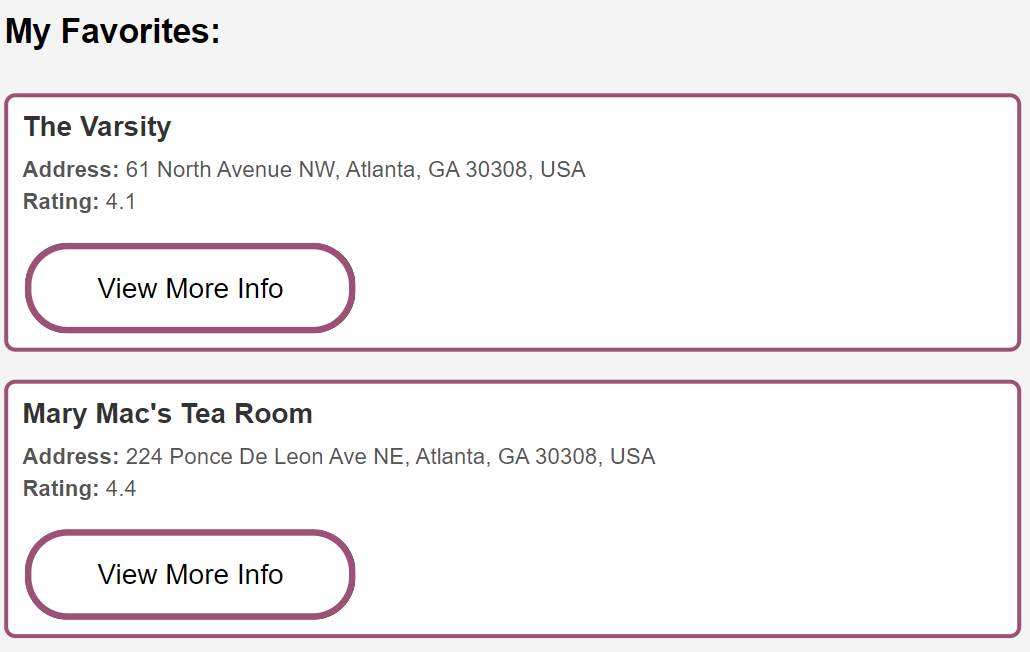 My Favorites:
The Varsity
Address: 61 North Avenue NW, Atlanta, GA 30308, USA
Rating: 4.1
View More Info
Mary Mac's Tea Room
Address: 224 Ponce De Leon Ave NE, Atlanta, GA 30308, USA
Rating: 4.4
View More Info